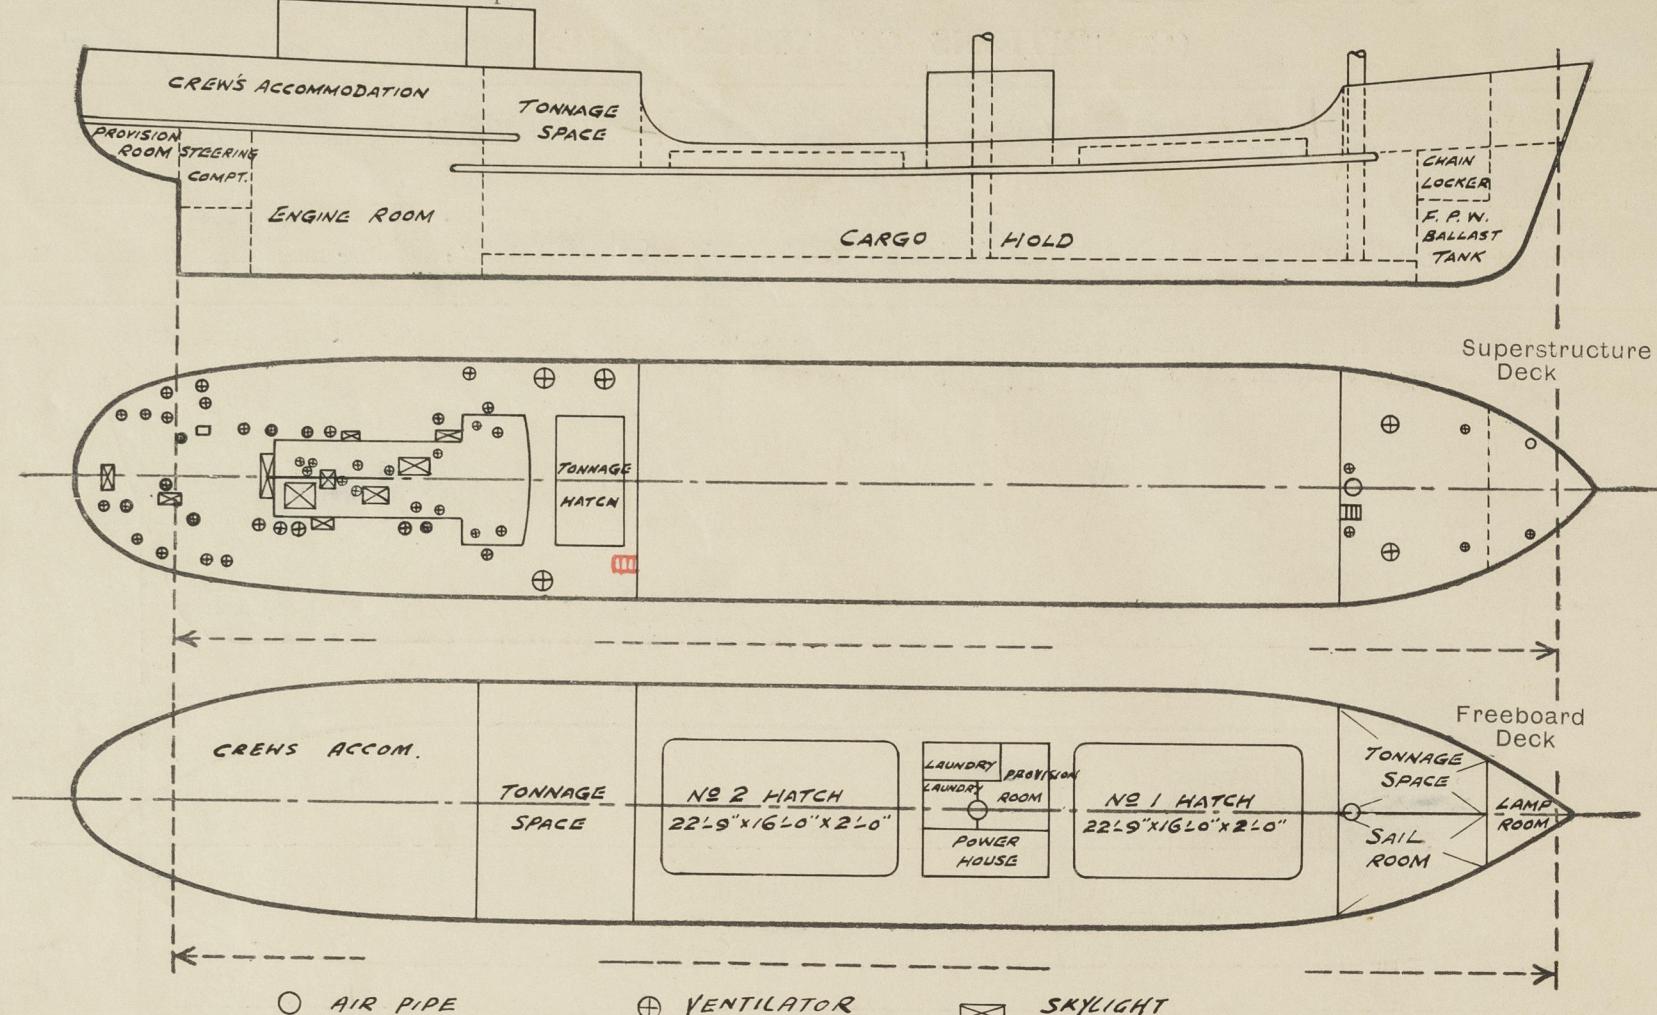 CREW'S ACCOMMODATION
TONNAGE
SPACE
PROVISION
ROOM
STEERING
COMPT.
ENGINE ROOM
CARGO HOLD
CHAIN
LOCKER
F. P. W.
BALLAST
TANK
Superstructure
Deck
TONNAGE
HATCH
Freeboard
Deck
CREWS ACCOM.
TONNAGE
SPACE
Nº 2 HATCH
22'-9"x16'-0"x2'-0"
LAUNDRY
LAUNDRY
PROVISION
ROOM
POWER
HOUSE
Nº 1 HATCH
22'-9"x16'-0"x2'-0"
TONNAGE
SPACE
SAIL
ROOM
LAMP
ROOM
AIR PIPE
VENTILATOR
SKYLIGHT